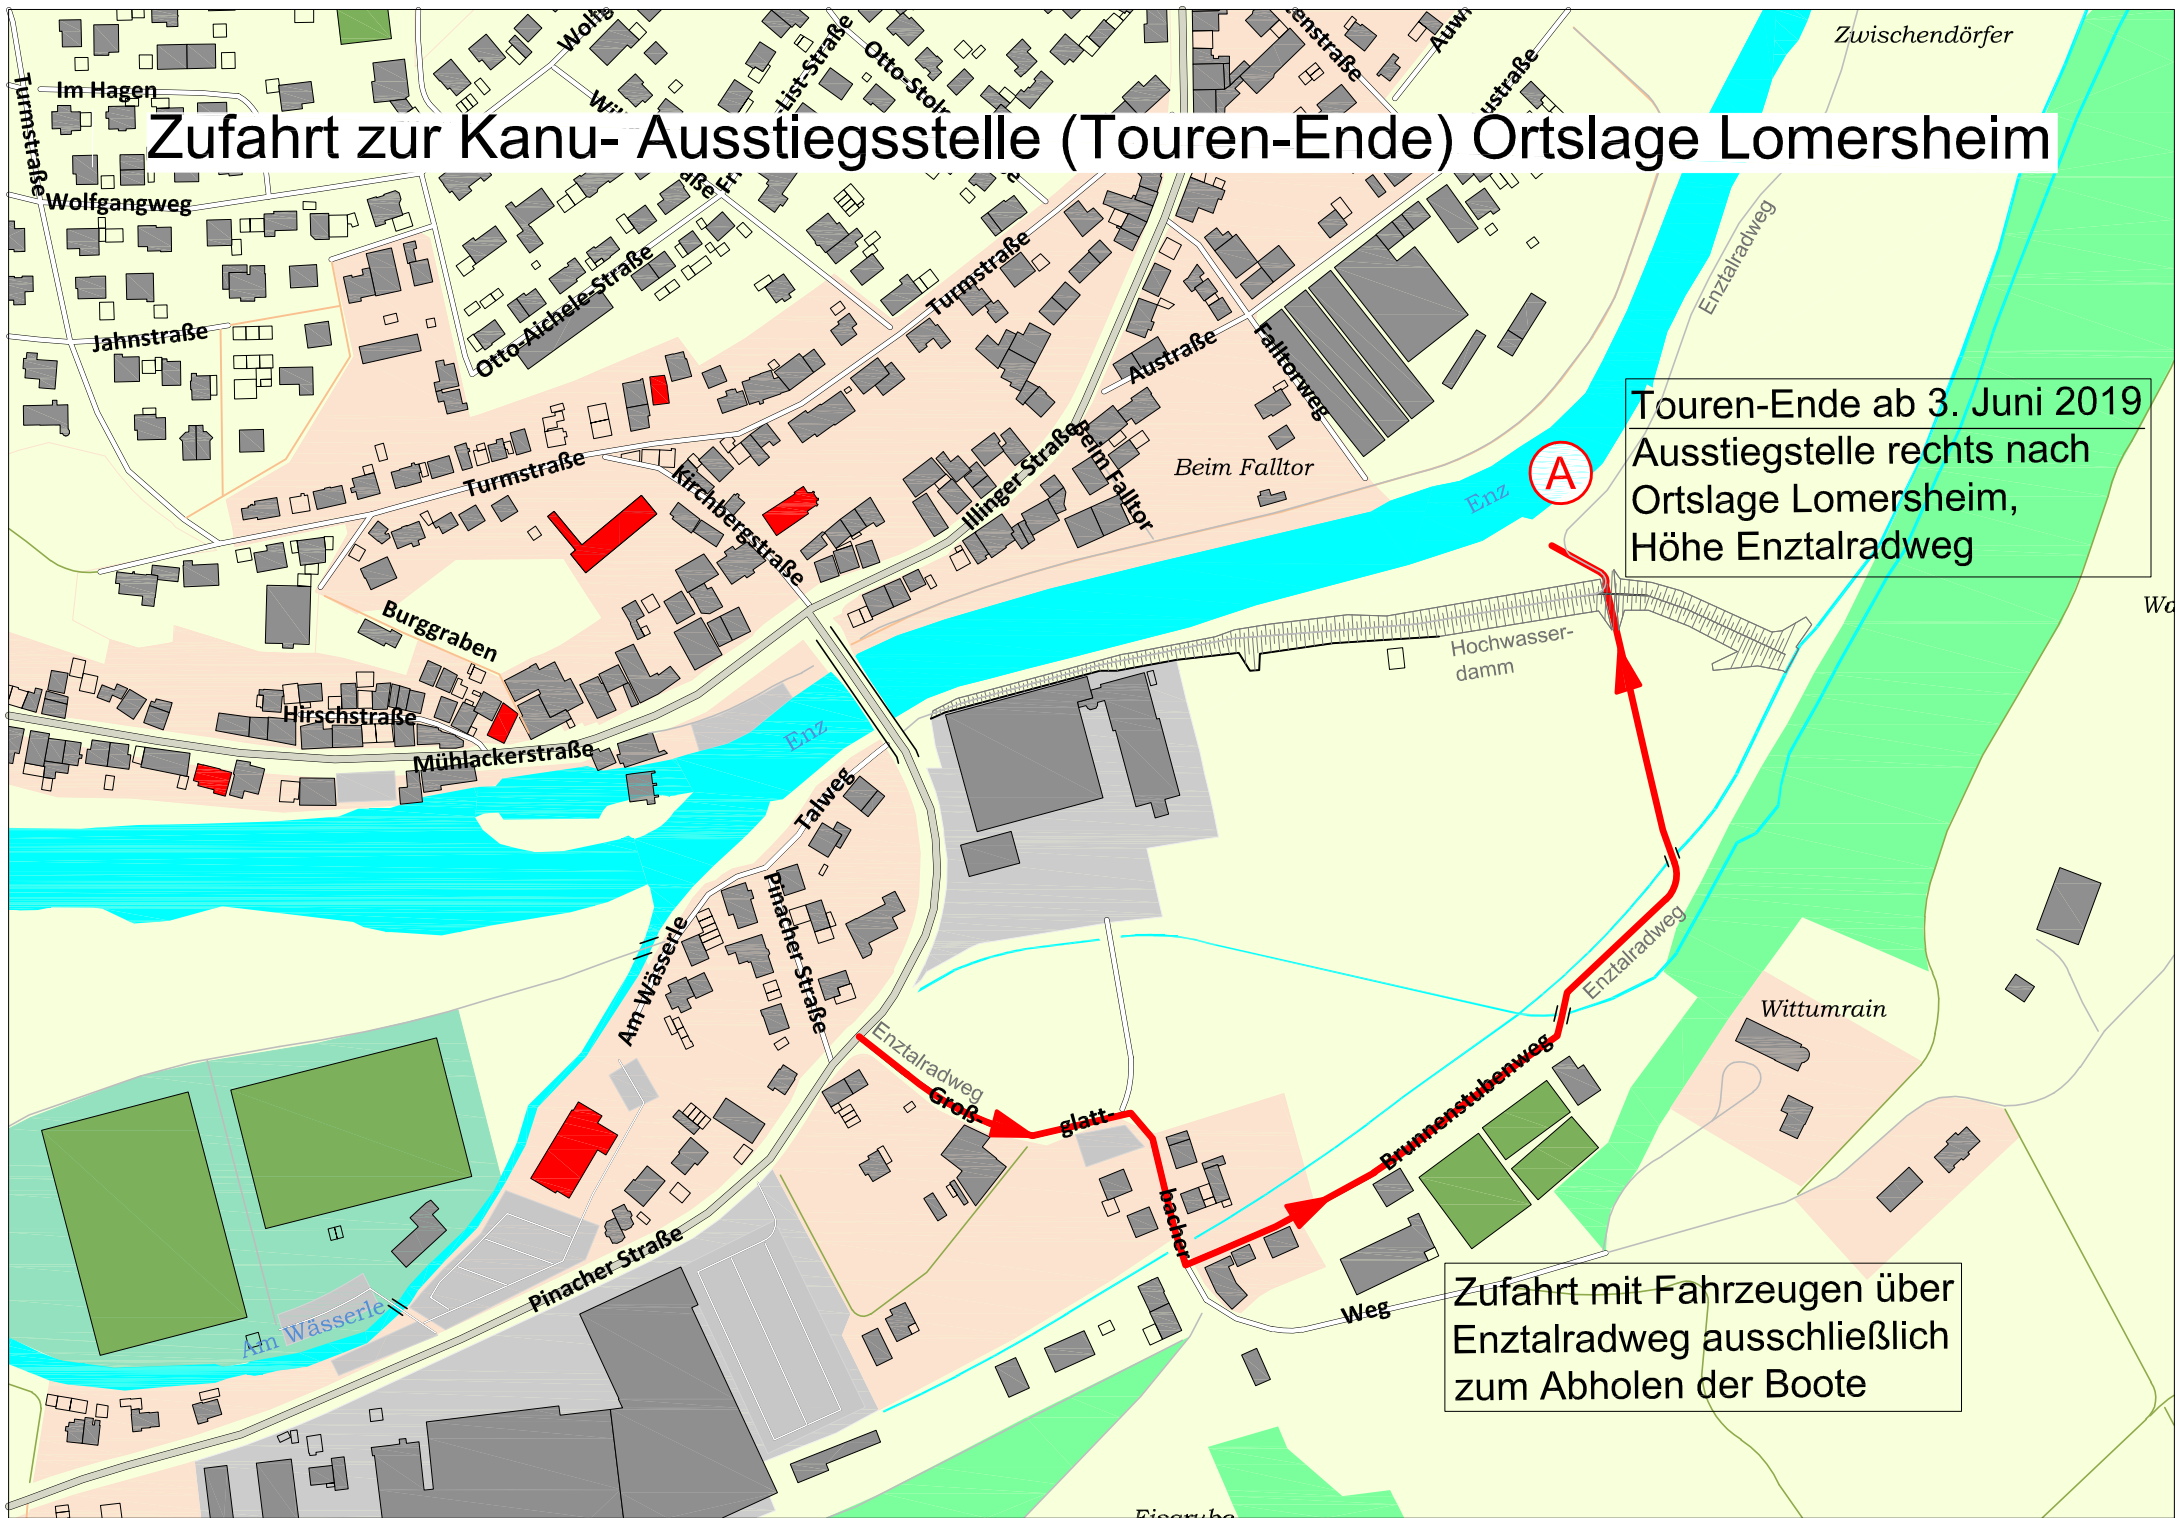 Zwischendörfer
Otto-Stolr
Im Hagen
Turmstraße
Zufahrt zur Kanu- Ausstiegsstelle (Touren-Ende) Ortslage Lomersheim
Wolfgangweg
Enztalradweg
Otto-Aichele-Straße
Turmstraße
Jahnstraße
Austraße
Falltorweg
Touren-Ende ab 3. Juni 2019
Ausstiegstelle rechts nach
Ortslage Lomersheim,
Höhe Enztalradweg
A
Beim Falltor
Illinger Straße
Beim Falltor
Turmstraße
Kirchbergstraße
Enz
Burggraben
Hochwasser-
damm
Hirschstraße
Mühlackerstraße
Enz
Talweg
Pinacher Straße
Am Wässerle
Enztalradweg
Wittumrain
Enztalradweg
Groß-
glatt-
bacher
Brunnenstubenweg
Pinacher Straße
Weg
Am Wässerle
Zufahrt mit Fahrzeugen über
Enztalradweg ausschließlich
zum Abholen der Boote